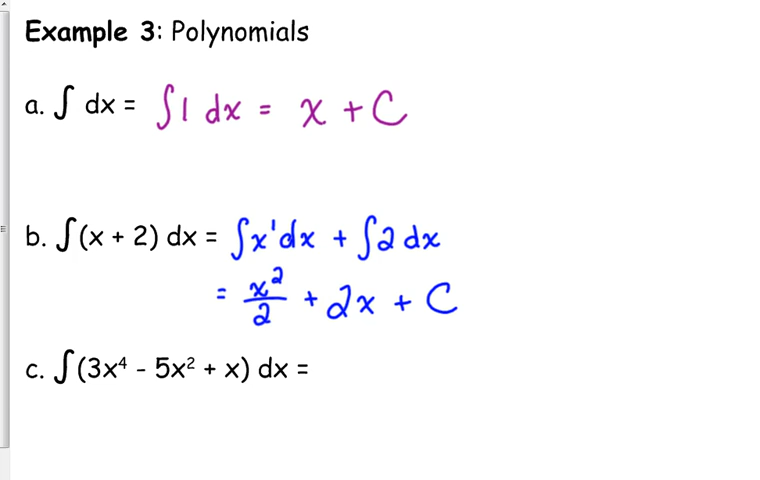 Example 3: Polynomials
a. ∫ dx = ∫1 dx = x + C
b. ∫(x + 2) dx = ∫x¹dx + ∫2 dx
= x²/2 + 2x + C
c. ∫(3x⁴ - 5x² + x) dx =